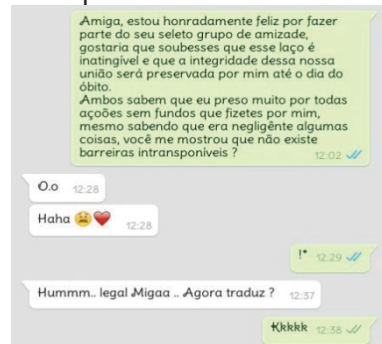 Amiga, estou honradamente feliz por fazer
parte do seu seleto grupo de amizade,
gostaria que soubesses que esse laço é
inatingível e que a integridade dessa nossa
união será preservada por mim até o dia do
óbito.
Ambos sabem que eu preso muito por todas
açoões sem fundos que fizetes por mim,
mesmo sabendo que era negligênte algumas
coisas, você me mostrou que não existe
barreiras intransponíveis ?
12:02
O.o 12:28
Haha 😫❤️ 12:28
!* 12:29
Hummm.. legal Migaa .. Agora traduz ? 12:37
Kkkkk 12:38